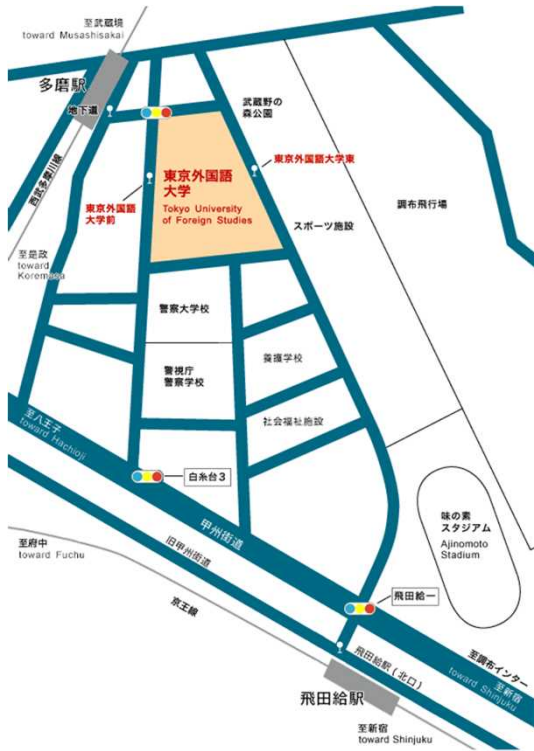 至武蔵境
toward Musashisakai
多磨駅
地下道
武蔵野の
森公園
東京外国語大学東
東京外国語
大学
Tokyo University
of Foreign Studies
東京外国語
大学前
西武多摩川線
スポーツ施設
調布飛行場
至是政
toward
Koremasa
警察大学校
警視庁
警察学校
養護学校
社会福祉施設
至八王子
toward Hachioji
白糸台3
甲州街道
味の素
スタジアム
Ajinomoto
Stadium
至府中
toward Fuchu
旧甲州街道
京王線
飛田給一
飛田給駅(北口)
至調布インター
至新宿
toward Shinjuku
飛田給駅
至新宿
toward Shinjuku